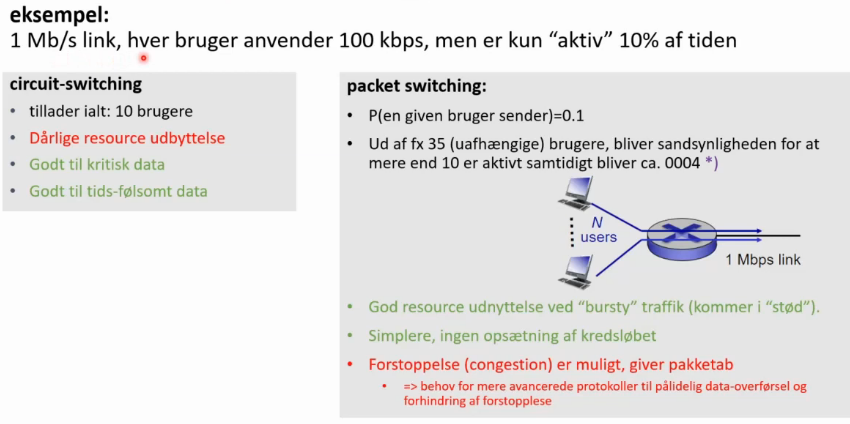 eksempel:
1 Mb/s link, hver bruger anvender 100 kbps, men er kun “aktiv” 10% af tiden
circuit-switching
• tillader ialt: 10 brugere
• Dårlige resource udbyttelse
• Godt til kritisk data
• Godt til tids-følsomt data
packet switching:
• P(en given bruger sender)=0.1
• Ud af fx 35 (uafhængige) brugere, bliver sandsynligheden for at
mere end 10 er aktivt samtidigt bliver ca. 0004 *)
N
users
1 Mbps link
• God resource udnyttelse ved “bursty” traffik (kommer i “stød”).
• Simplere, ingen opsætning af kredsløbet
• Forstoppelse (congestion) er muligt, giver pakketab
• => behov for mere avancerede protokoller til pålidelig data-overførsel og
forhindring af forstopplese